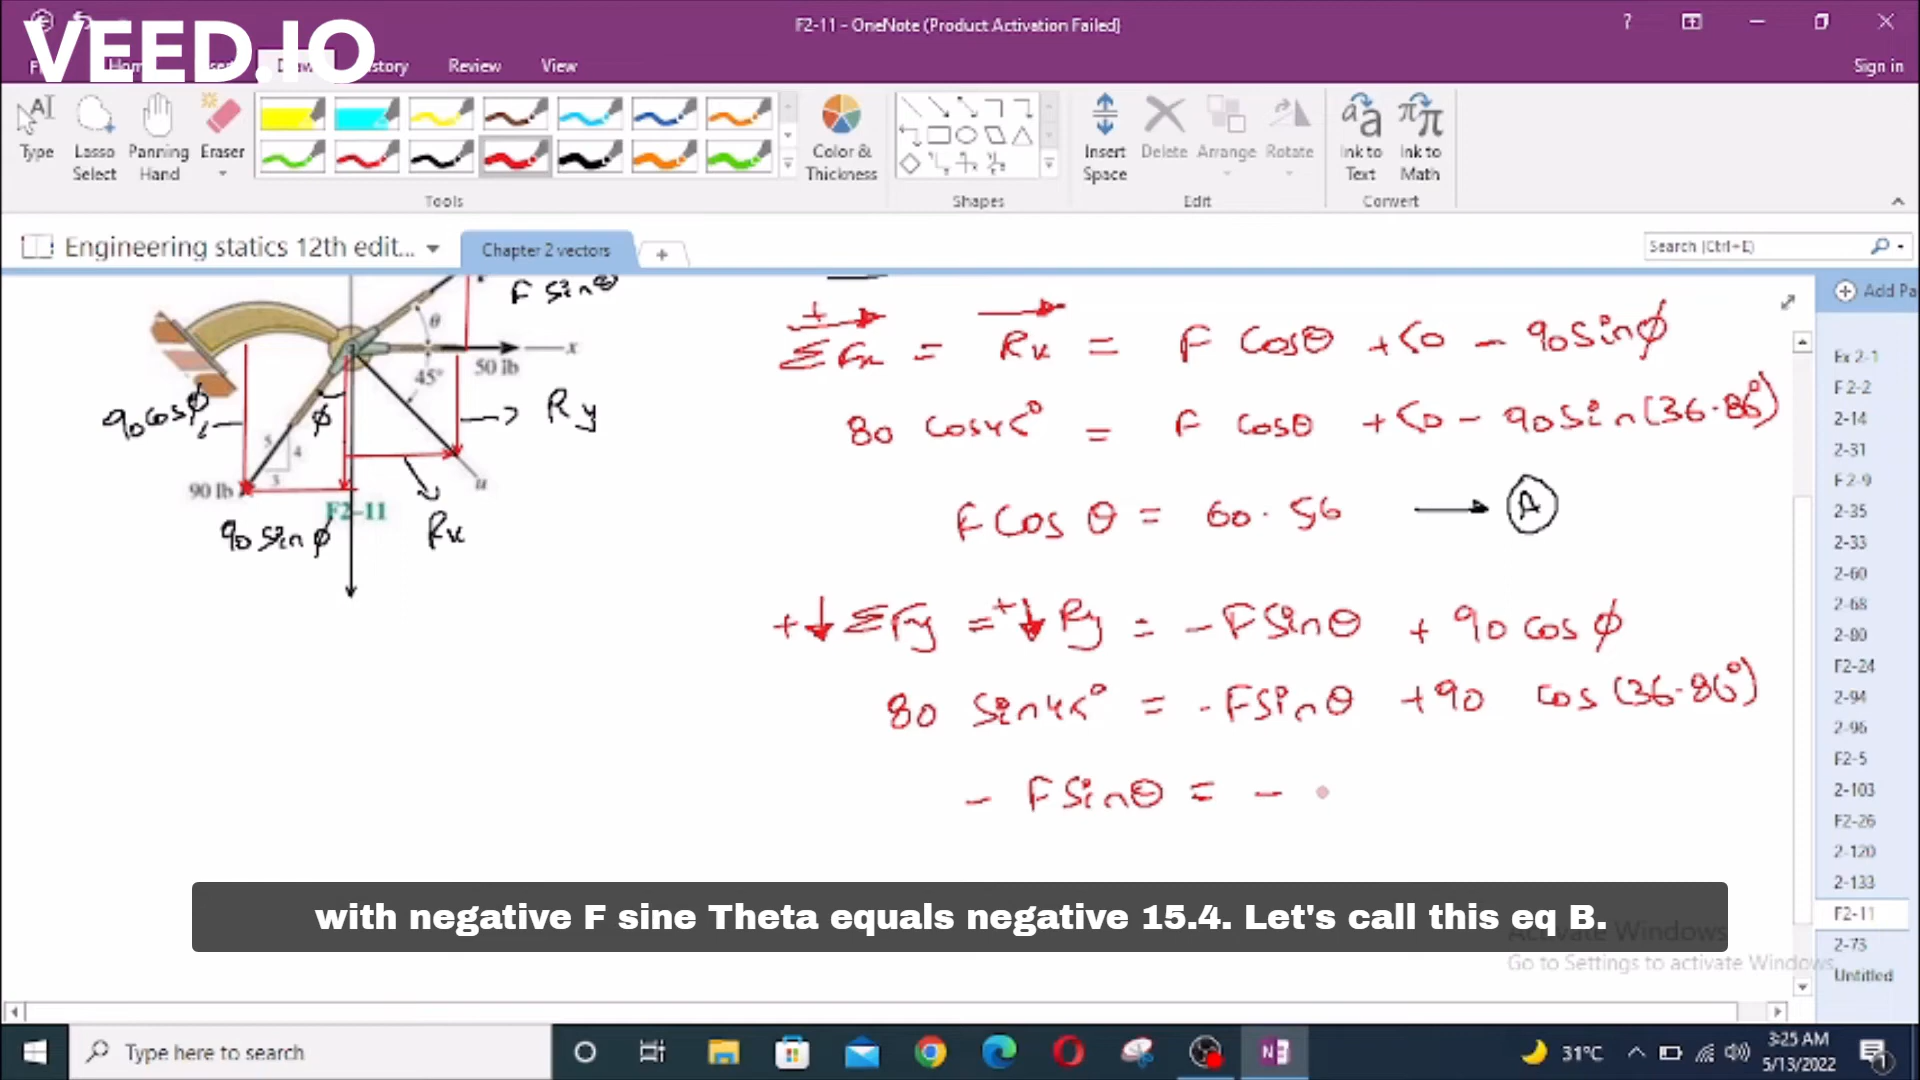 VEED.IO
F2-11 - OneNote (Product Activation Failed)
?
Review
View
Sign in
Type
Lasso Select
Panning Hand
Eraser
Color & Thickness
Insert Space
Delete
Arrange
Rotate
Ink to Text
Ink to Math
Tools
Shapes
Edit
Convert
Engineering statics 12th edit...
Chapter 2 vectors
+
Search (Ctrl+E)
Add Pa
F sinθ
θ
x
50 lb
45°
Ry
90cosϕ
ϕ
5
4
3
90 lb
u
F2-11
90 sinϕ
Rx
+
ΣFx = Rx = F Cosθ + 50 - 90sinϕ
80 cos45° = F cosθ + 50 - 90sin(36.86°)
F Cos θ = 60.56 → A
+↓ ΣFy =+↓ Ry = -F Sinθ + 90 cos ϕ
80 sin45° = -Fsinθ +90 cos (36.86°)
- F Sinθ = -
with negative F sine Theta equals negative 15.4. Let's call this eq B.
Activate Windows
Go to Settings to activate Windows.
Ex 2-1
F 2-2
2-14
2-31
F 2-9
2-35
2-33
2-60
2-68
2-80
F2-24
2-94
2-96
F2-5
2-103
F2-26
2-120
2-133
F2-11
2-73
Untitled
Type here to search
31°C
3:25 AM
5/13/2022
1